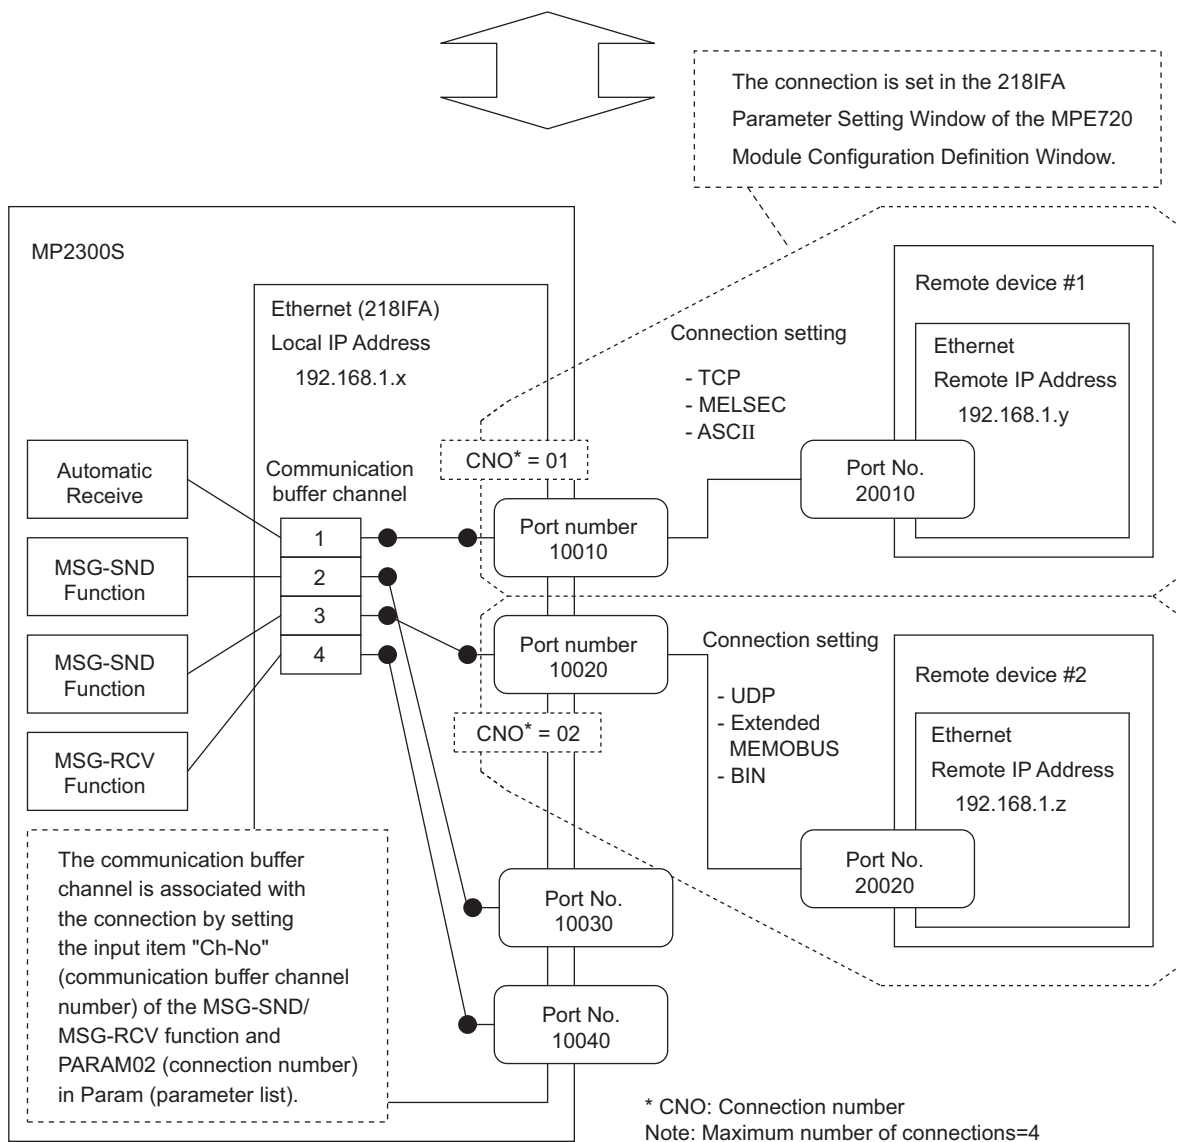 The connection is set in the 218IFA
Parameter Setting Window of the MPE720
Module Configuration Definition Window.
MP2300S
Ethernet (218IFA)
Local IP Address
192.168.1.x
Remote device #1
Ethernet
Remote IP Address
192.168.1.y
Connection setting
- TCP
- MELSEC
- ASCII
CNO* = 01
Port No.
20010
Automatic
Receive
Communication
buffer channel
1
2
3
4
Port number
10010
MSG-SND
Function
MSG-SND
Function
MSG-RCV
Function
Port number
10020
CNO* = 02
Connection setting
- UDP
- Extended
MEMOBUS
- BIN
Remote device #2
Ethernet
Remote IP Address
192.168.1.z
Port No.
20020
The communication buffer
channel is associated with
the connection by setting
the input item "Ch-No"
(communication buffer channel
number) of the MSG-SND/
MSG-RCV function and
PARAM02 (connection number)
in Param (parameter list).
Port No.
10030
Port No.
10040
* CNO: Connection number
Note: Maximum number of connections=4